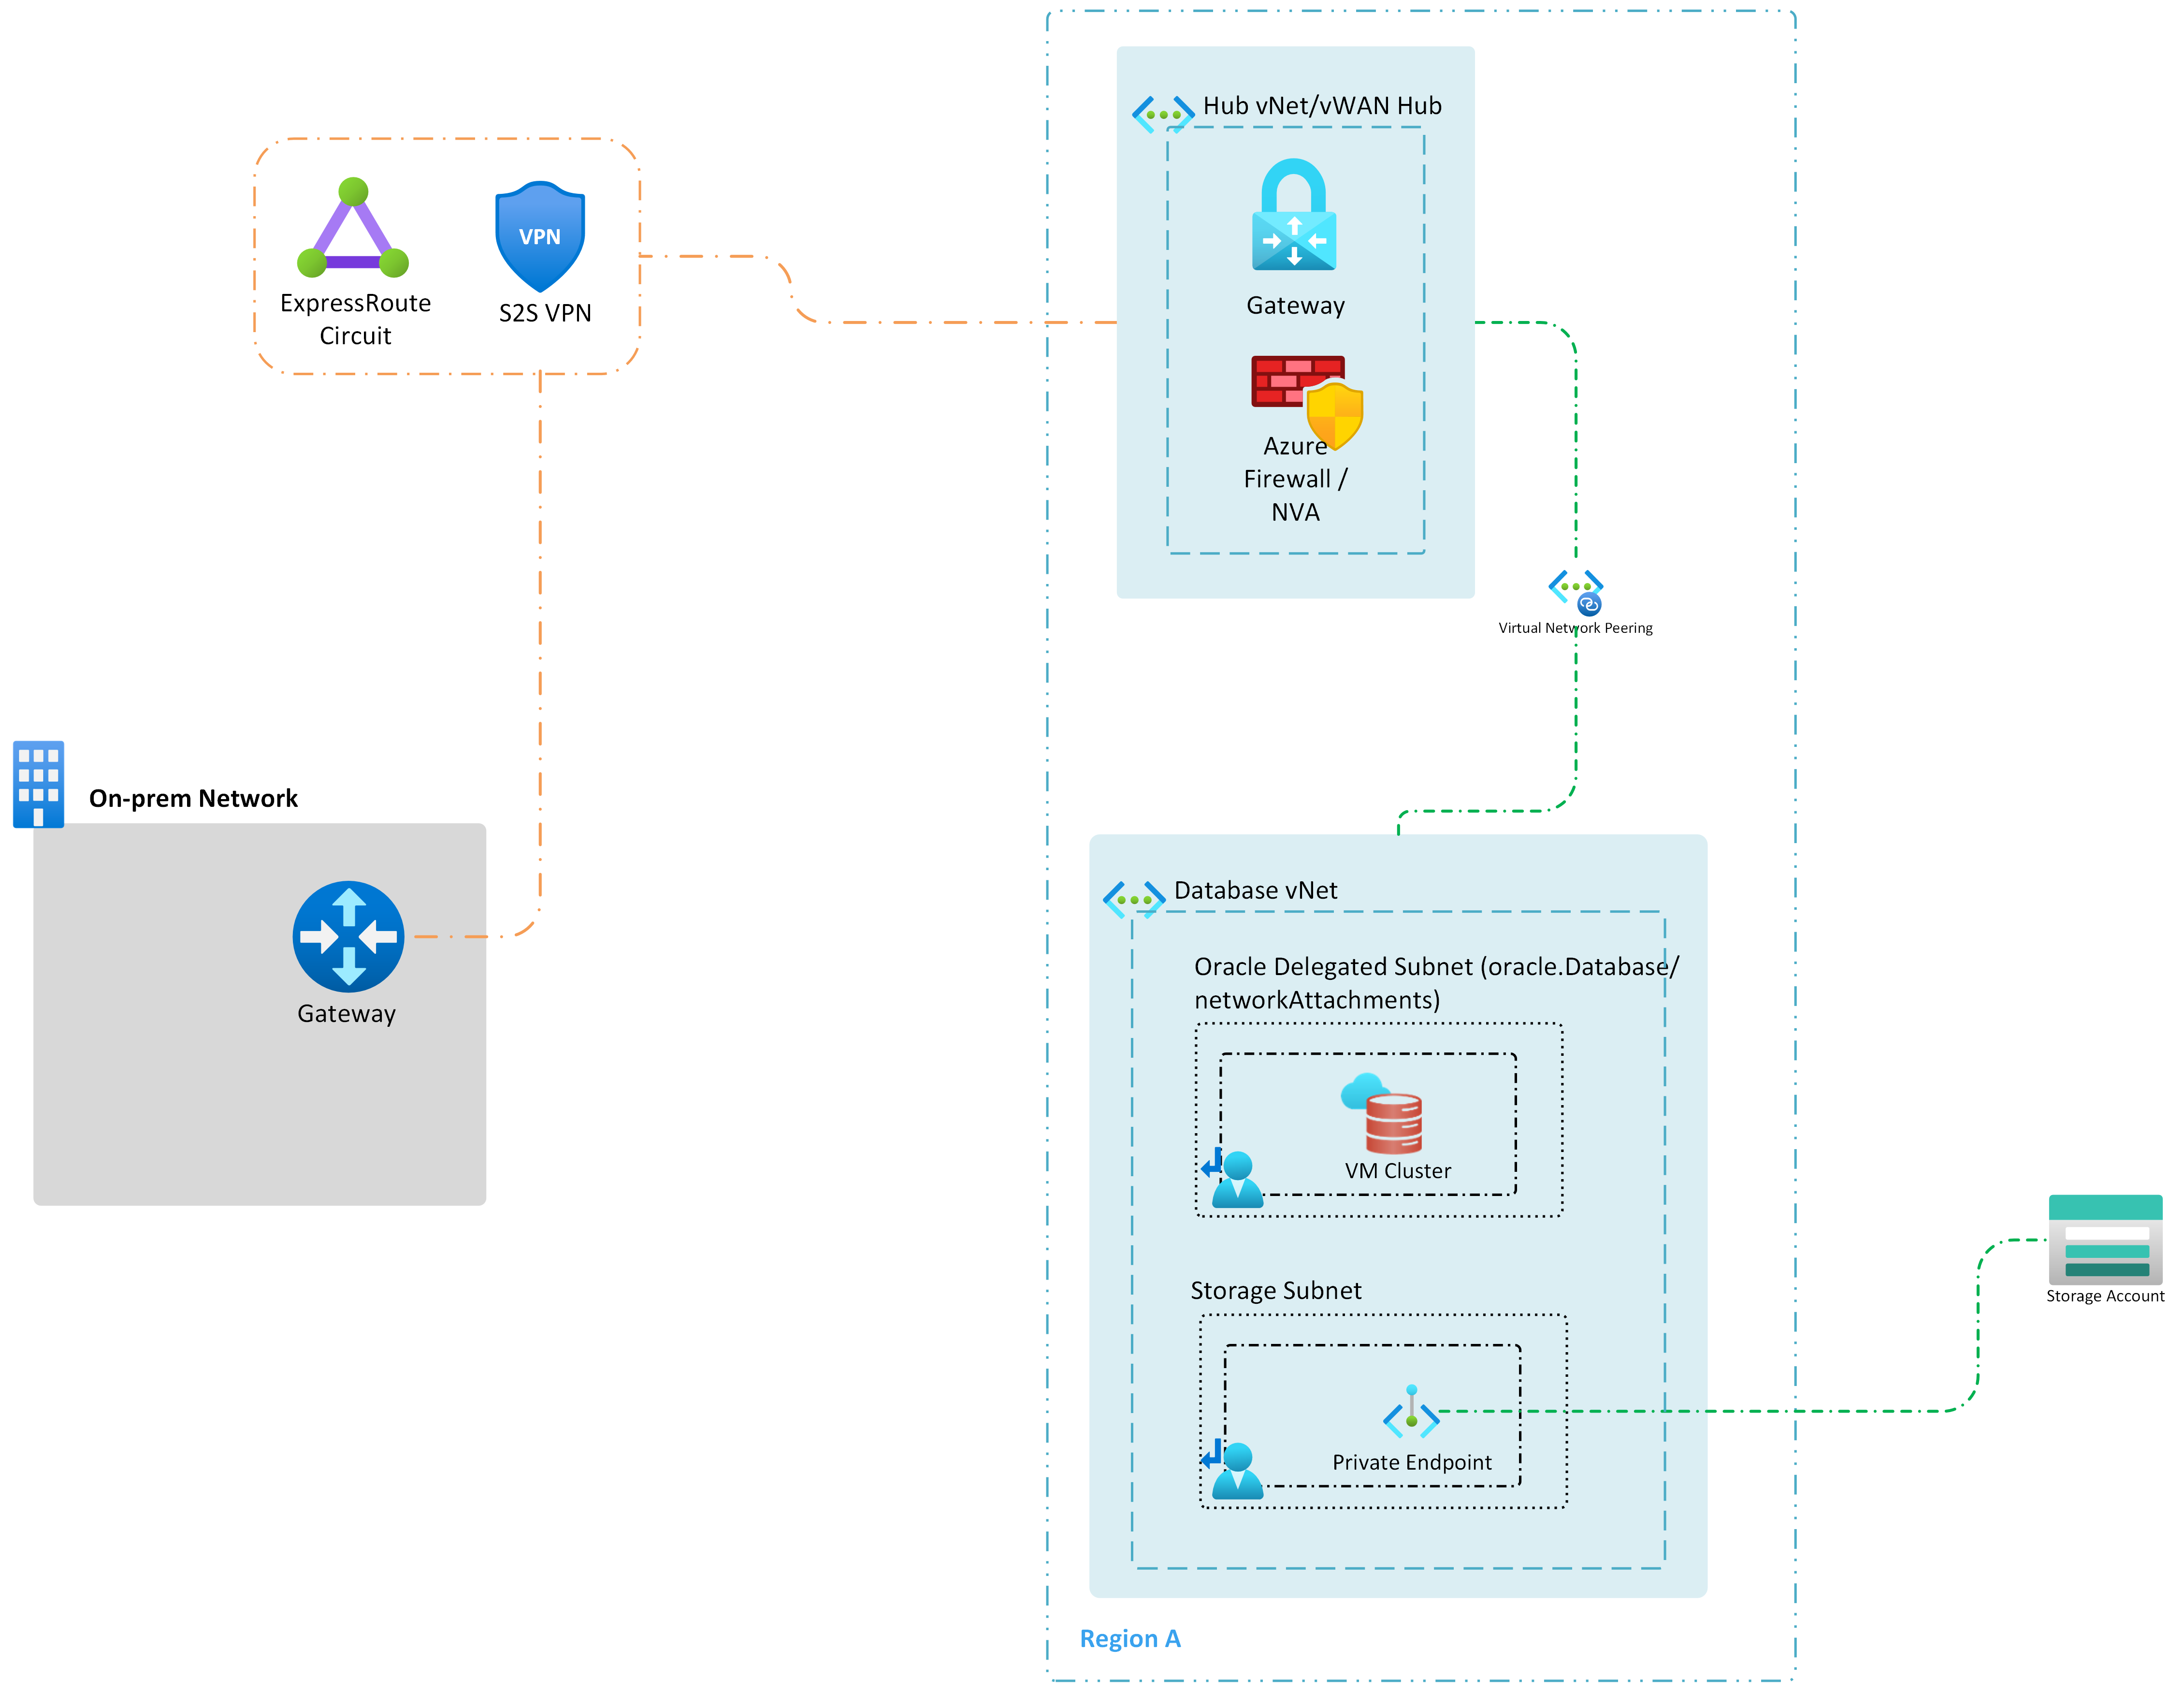 Hub vNet/vWAN Hub
Gateway
Azure
Firewall /
NVA
ExpressRoute
Circuit
VPN
S2S VPN
Virtual Network Peering
On-prem Network
Gateway
Database vNet
Oracle Delegated Subnet (oracle.Database/
networkAttachments)
VM Cluster
Storage Subnet
Private Endpoint
Storage Account
Region A